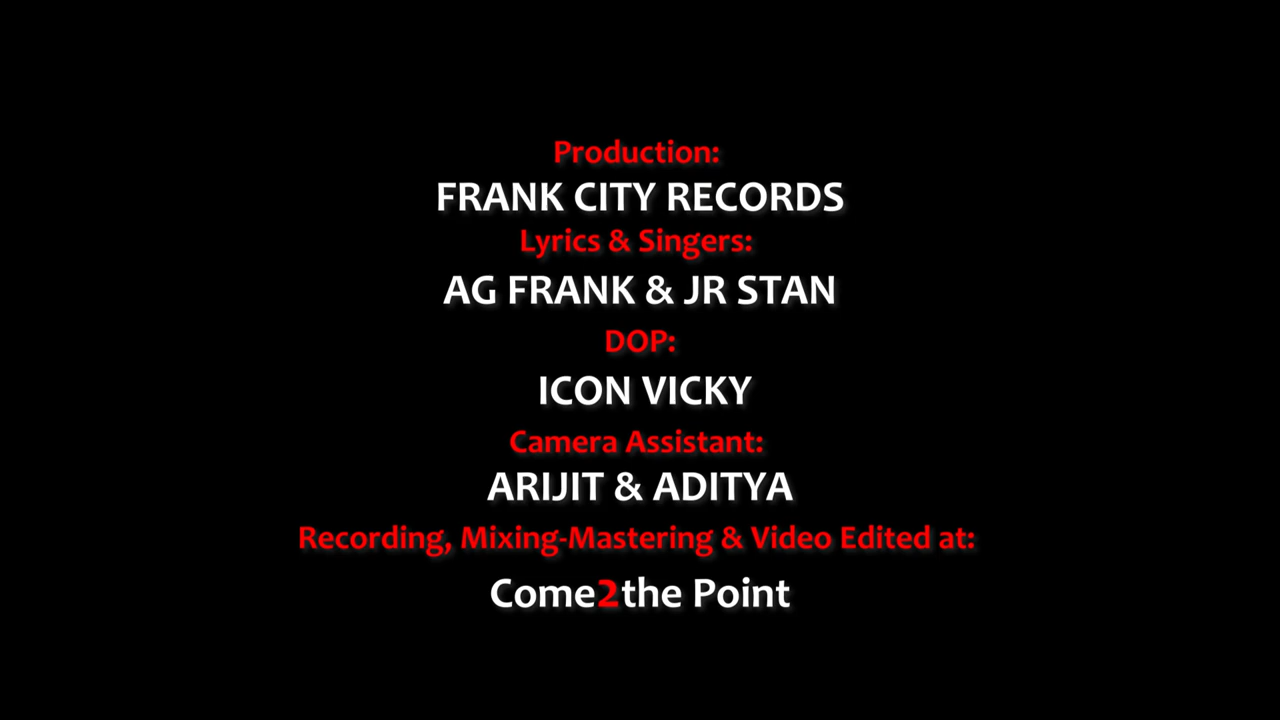 Production:
FRANK CITY RECORDS
Lyrics & Singers:
AG FRANK & JR STAN
DOP:
ICON VICKY
Camera Assistant:
ARIJIT & ADITYA
Recording, Mixing-Mastering & Video Edited at:
Come2the Point